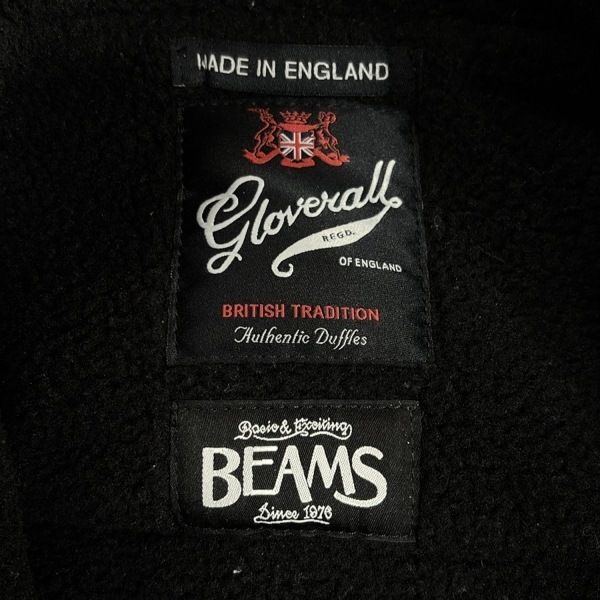 MADE IN ENGLAND
Gloverall
REGD.
OF ENGLAND
BRITISH TRADITION
Authentic Duffles
Basic & Exciting
BEAMS
Since 1976